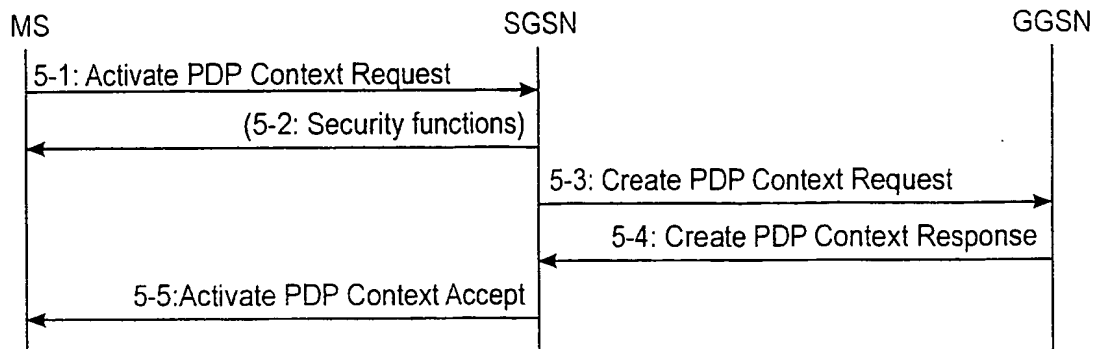 MS SGSN GGSN
5-1: Activate PDP Context Request
(5-2: Security functions)
5-3: Create PDP Context Request
5-4: Create PDP Context Response
5-5:Activate PDP Context Accept